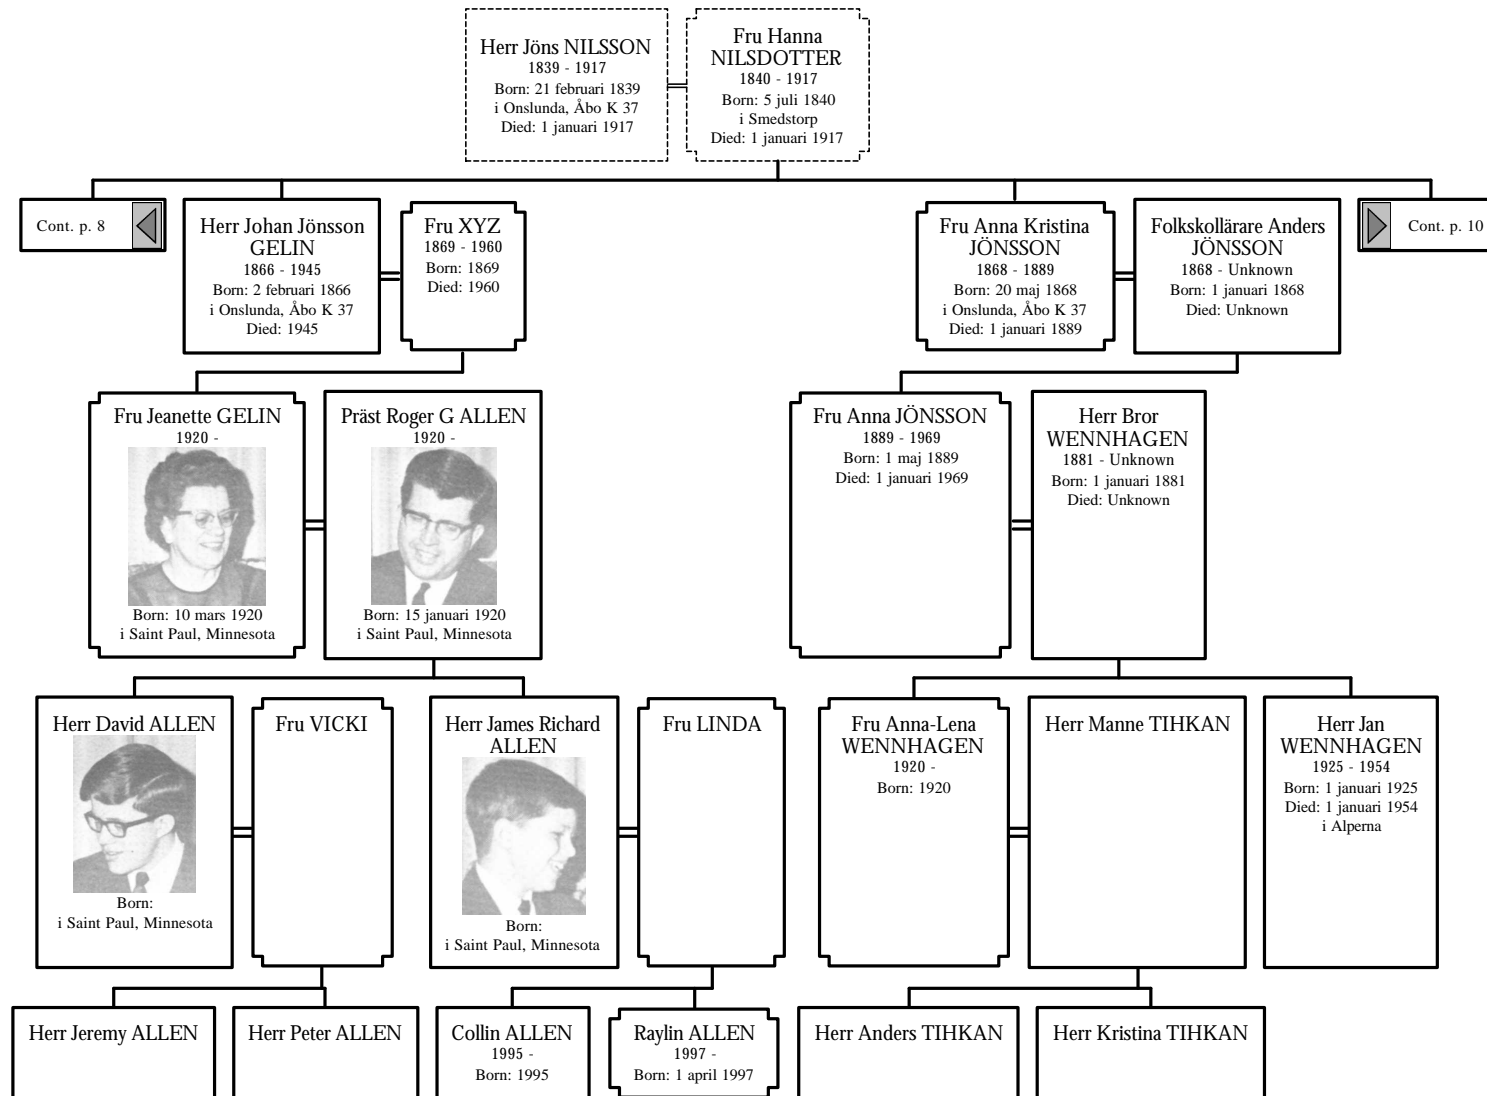 Herr Jöns NILSSON
1839 - 1917
Born: 21 februari 1839
i Onslunda, Åbo K 37
Died: 1 januari 1917
Fru Hanna
NILSDOTTER
1840 - 1917
Born: 5 juli 1840
i Smedstorp
Died: 1 januari 1917
Cont. p. 8
Herr Johan Jönsson
GELIN
1866 - 1945
Born: 2 februari 1866
i Onslunda, Åbo K 37
Died: 1945
Fru XYZ
1869 - 1960
Born: 1869
Died: 1960
Fru Anna Kristina
JÖNSSON
1868 - 1889
Born: 20 maj 1868
i Onslunda, Åbo K 37
Died: 1 januari 1889
Folkskollärare Anders
JÖNSSON
1868 - Unknown
Born: 1 januari 1868
Died: Unknown
Cont. p. 10
Fru Jeanette GELIN
1920 -
Born: 10 mars 1920
i Saint Paul, Minnesota
Präst Roger G ALLEN
1920 -
Born: 15 januari 1920
i Saint Paul, Minnesota
Fru Anna JÖNSSON
1889 - 1969
Born: 1 maj 1889
Died: 1 januari 1969
Herr Bror
WENNHAGEN
1881 - Unknown
Born: 1 januari 1881
Died: Unknown
Herr David ALLEN
Born:
i Saint Paul, Minnesota
Fru VICKI
Herr James Richard
ALLEN
Born:
i Saint Paul, Minnesota
Fru LINDA
Fru Anna-Lena
WENNHAGEN
1920 -
Born: 1920
Herr Manne TIHKAN
Herr Jan
WENNHAGEN
1925 - 1954
Born: 1 januari 1925
Died: 1 januari 1954
i Alperna
Herr Jeremy ALLEN
Herr Peter ALLEN
Collin ALLEN
1995 -
Born: 1995
Raylin ALLEN
1997 -
Born: 1 april 1997
Herr Anders TIHKAN
Herr Kristina TIHKAN